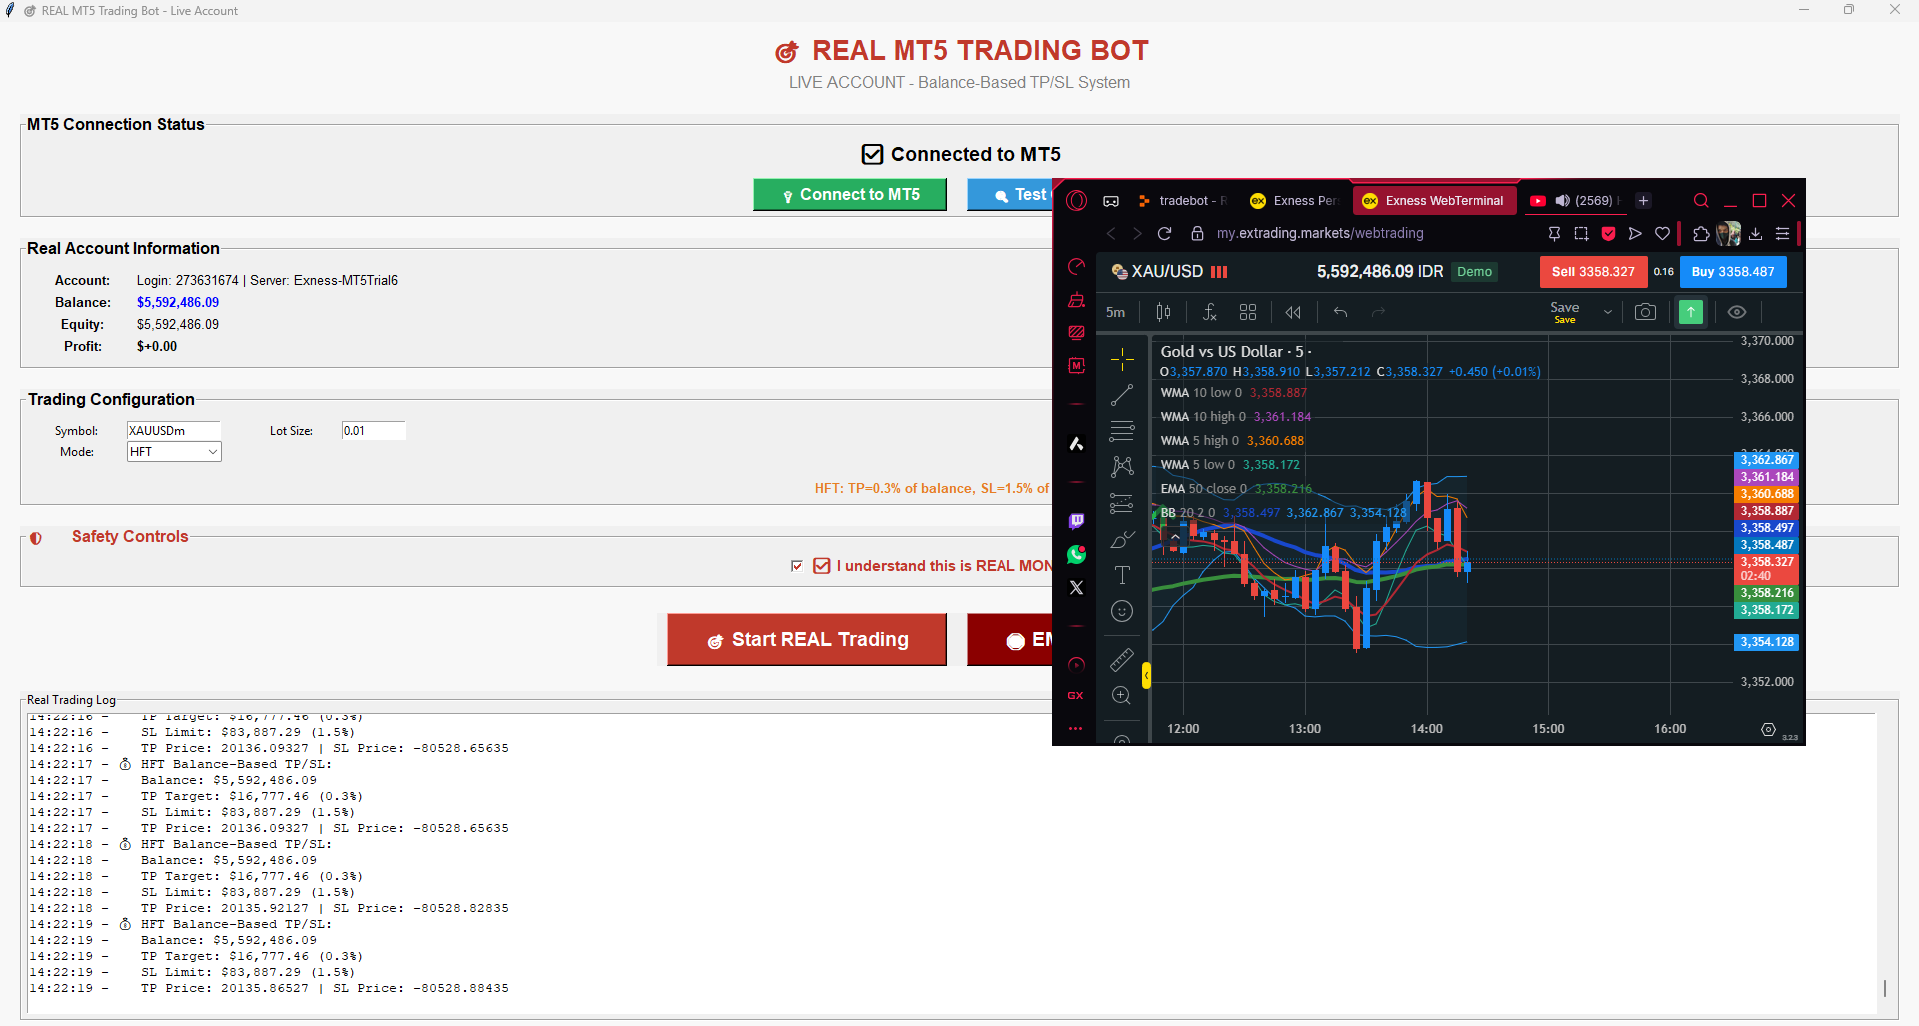 REAL MT5 Trading Bot - Live Account
REAL MT5 TRADING BOT
LIVE ACCOUNT - Balance-Based TP/SL System
MT5 Connection Status
Connected to MT5
Connect to MT5
Test
Real Account Information
Account: Login: 273631674 | Server: Exness-MT5Trial6
Balance: $5,592,486.09
Equity: $5,592,486.09
Profit: $+0.00
Trading Configuration
Symbol: XAUUSDm Lot Size: 0.01
Mode: HFT
HFT: TP=0.3% of balance, SL=1.5% of
Safety Controls
I understand this is REAL MON
Start REAL Trading
EM
Real Trading Log
14:22:16 - TP Target: $16,777.46 (0.3%)
14:22:16 - SL Limit: $83,887.29 (1.5%)
14:22:16 - TP Price: 20136.09327 | SL Price: -80528.65635
14:22:17 - HFT Balance-Based TP/SL:
14:22:17 - Balance: $5,592,486.09
14:22:17 - TP Target: $16,777.46 (0.3%)
14:22:17 - SL Limit: $83,887.29 (1.5%)
14:22:17 - TP Price: 20136.09327 | SL Price: -80528.65635
14:22:18 - HFT Balance-Based TP/SL:
14:22:18 - Balance: $5,592,486.09
14:22:18 - TP Target: $16,777.46 (0.3%)
14:22:18 - SL Limit: $83,887.29 (1.5%)
14:22:18 - TP Price: 20135.92127 | SL Price: -80528.82835
14:22:19 - HFT Balance-Based TP/SL:
14:22:19 - Balance: $5,592,486.09
14:22:19 - TP Target: $16,777.46 (0.3%)
14:22:19 - SL Limit: $83,887.29 (1.5%)
14:22:19 - TP Price: 20135.86527 | SL Price: -80528.88435
tradebot - R
ex Exness Per
ex Exness WebTerminal
(2569)
my.extrading.markets/webtrading
XAU/USD
5,592,486.09 IDR Demo
Sell 3358.327 0.16 Buy 3358.487
5m
Save
Save
Gold vs US Dollar · 5 ·
O3,357.870 H3,358.910 L3,357.212 C3,358.327 +0.450 (+0.01%)
WMA 10 low 0 3,358.887
WMA 10 high 0 3,361.184
WMA 5 high 0 3,360.688
WMA 5 low 0 3,358.172
EMA 50 close 0 3,358.216
BB 20 2 0 3,358.497 3,362.867 3,354.128
3,370.000
3,368.000
3,366.000
3,362.867
3,361.184
3,360.688
3,358.887
3,358.497
3,358.487
3,358.327
02:40
3,358.216
3,358.172
3,354.128
3,352.000
12:00 13:00 14:00 15:00 16:00
3.2.3
M
GX